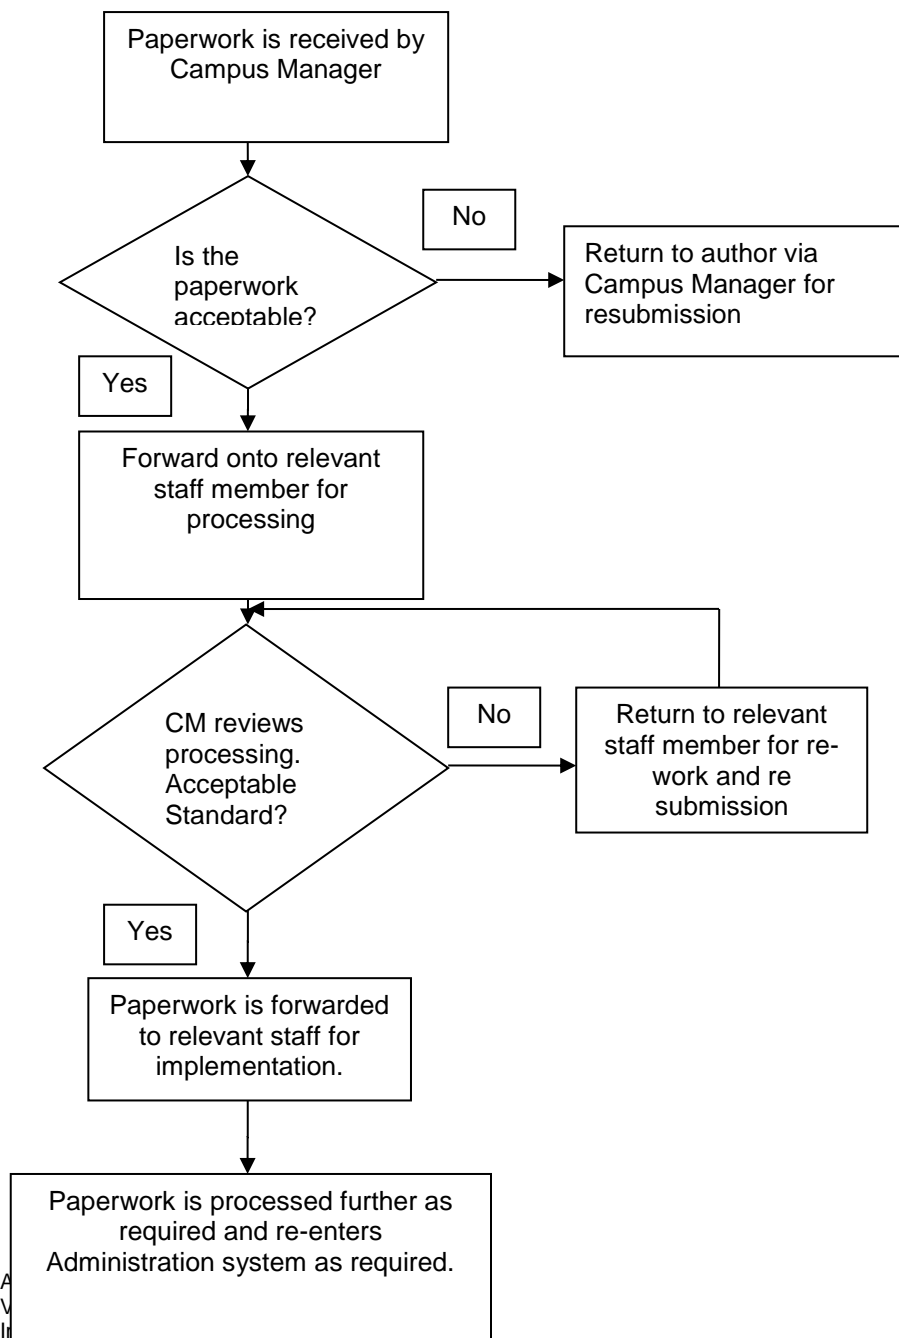 Paperwork is received by
Campus Manager
No
Is the
paperwork
acceptable?
Return to author via
Campus Manager for
resubmission
Yes
Forward onto relevant
staff member for
processing
CM reviews
processing.
Acceptable
Standard?
No
Return to relevant
staff member for re-
work and re
submission
Yes
Paperwork is forwarded
to relevant staff for
implementation.
Paperwork is processed further as
required and re-enters
Administration system as required.